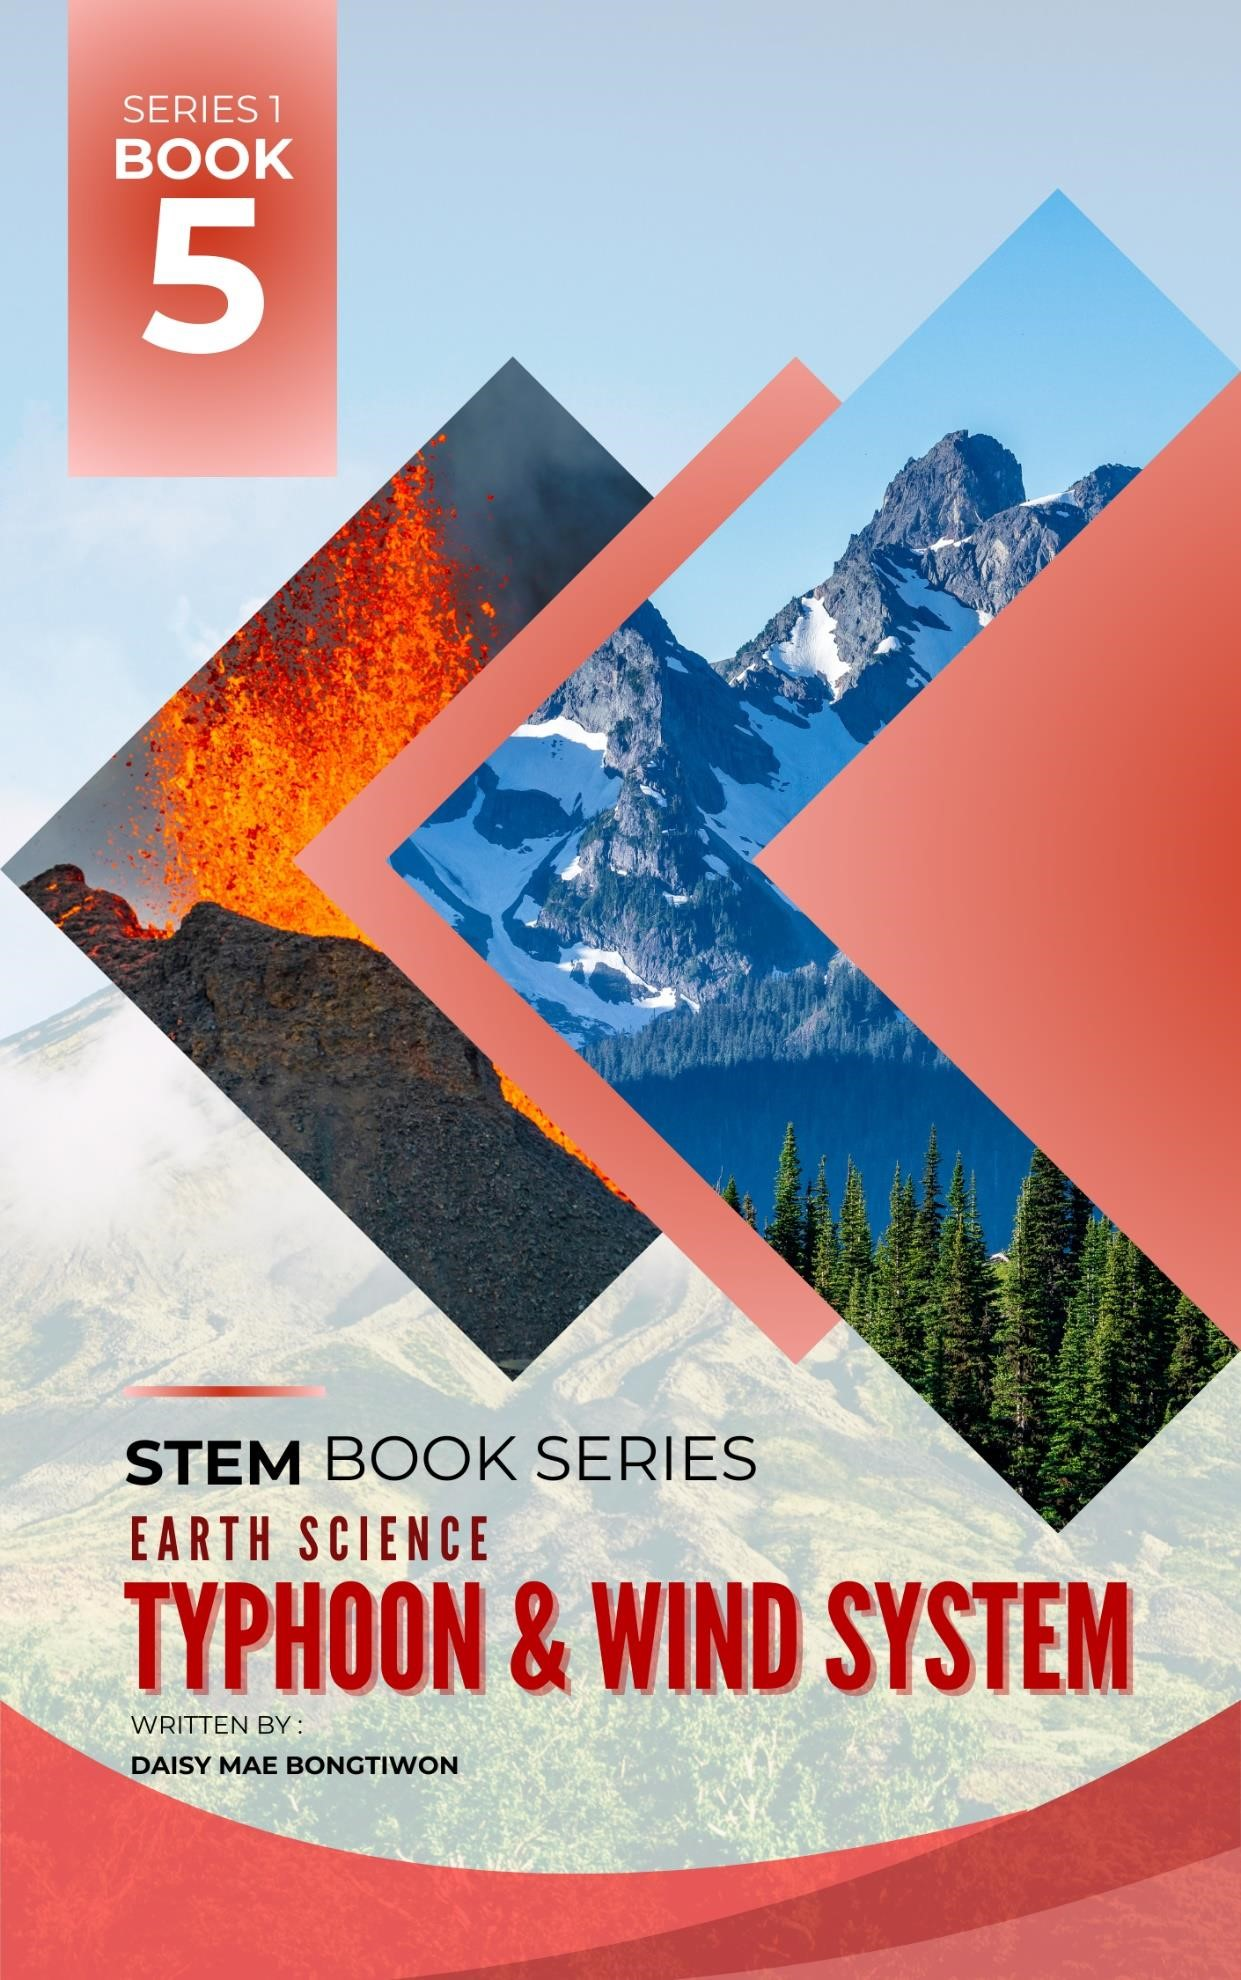 SERIES 1
BOOK
5
STEM BOOK SERIES
EARTH SCIENCE
TYPHOON & WIND SYSTEM
WRITTEN BY :
DAISY MAE BONGTIWON